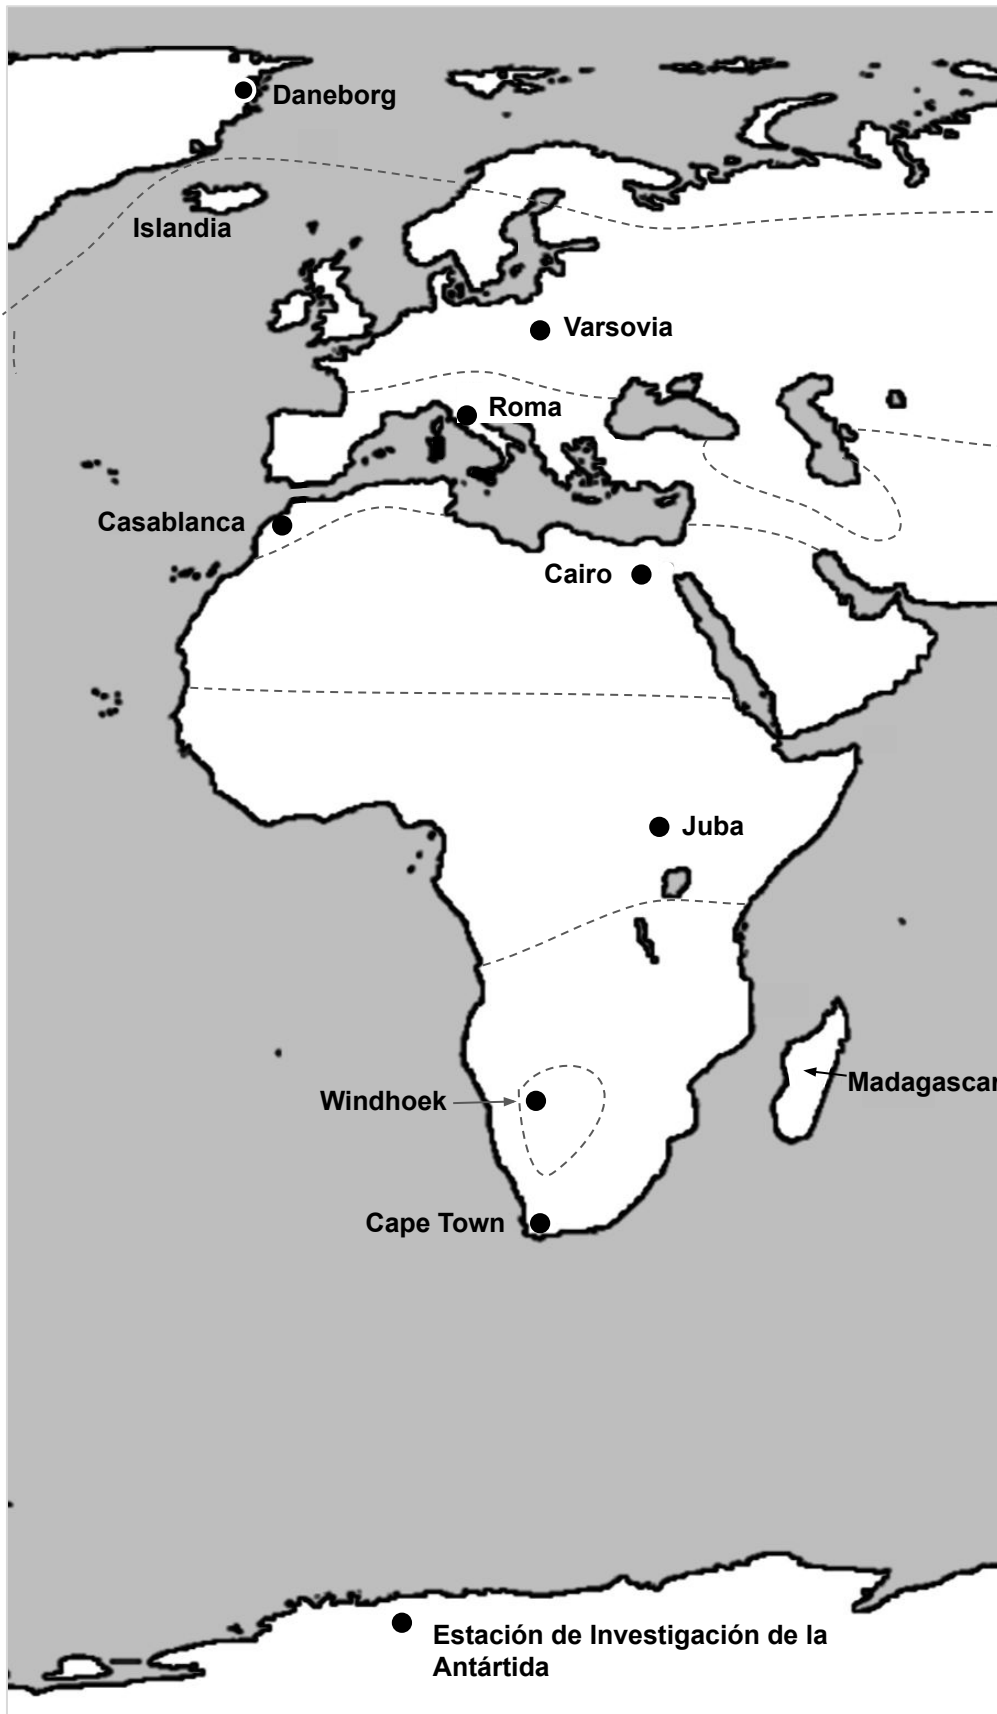 Daneborg
Islandia
Varsovia
Roma
Casablanca
Cairo
Juba
Madagascar
Windhoek
Cape Town
Estación de Investigación de la
Antártida